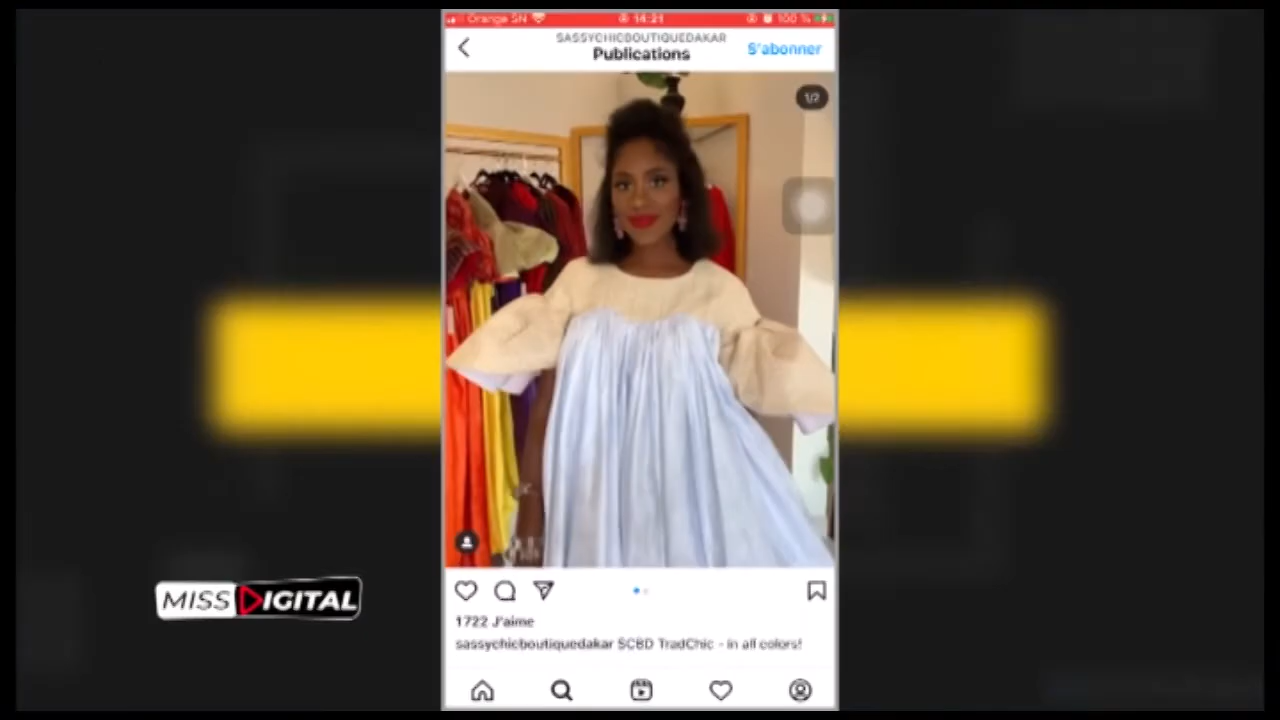 Orange SN 14:21 100 %
SASSYCHICBOUTIQUEDAKAR
Publications
S'abonner
1/2
1722 J'aime
sassychicboutiquedakar SCBD TradChic - in all colors!
MISS DIGITAL